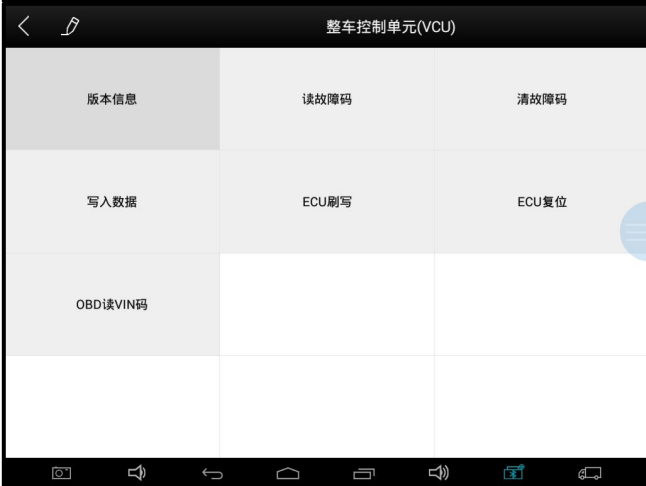 整车控制单元(VCU)
版本信息
读故障码
清故障码
写入数据
ECU刷写
ECU复位
OBD读VIN码